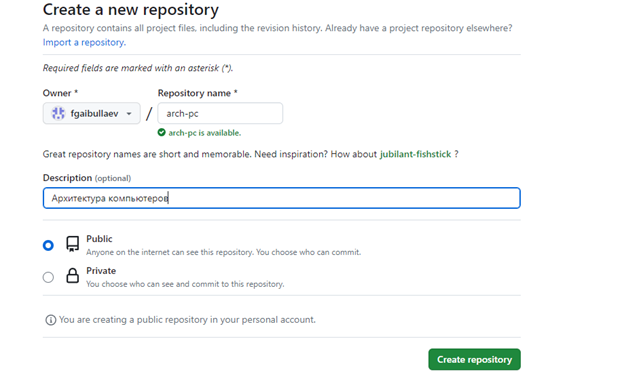 Create a new repository
A repository contains all project files, including the revision history. Already have a project repository elsewhere?
Import a repository.
Required fields are marked with an asterisk (*).
Owner * Repository name *
fgaibullaev / arch-pc
arch-pc is available.
Great repository names are short and memorable. Need inspiration? How about jubilant-fishstick ?
Description (optional)
Архитектура компьютеров
Public
Anyone on the internet can see this repository. You choose who can commit.
Private
You choose who can see and commit to this repository.
You are creating a public repository in your personal account.
Create repository